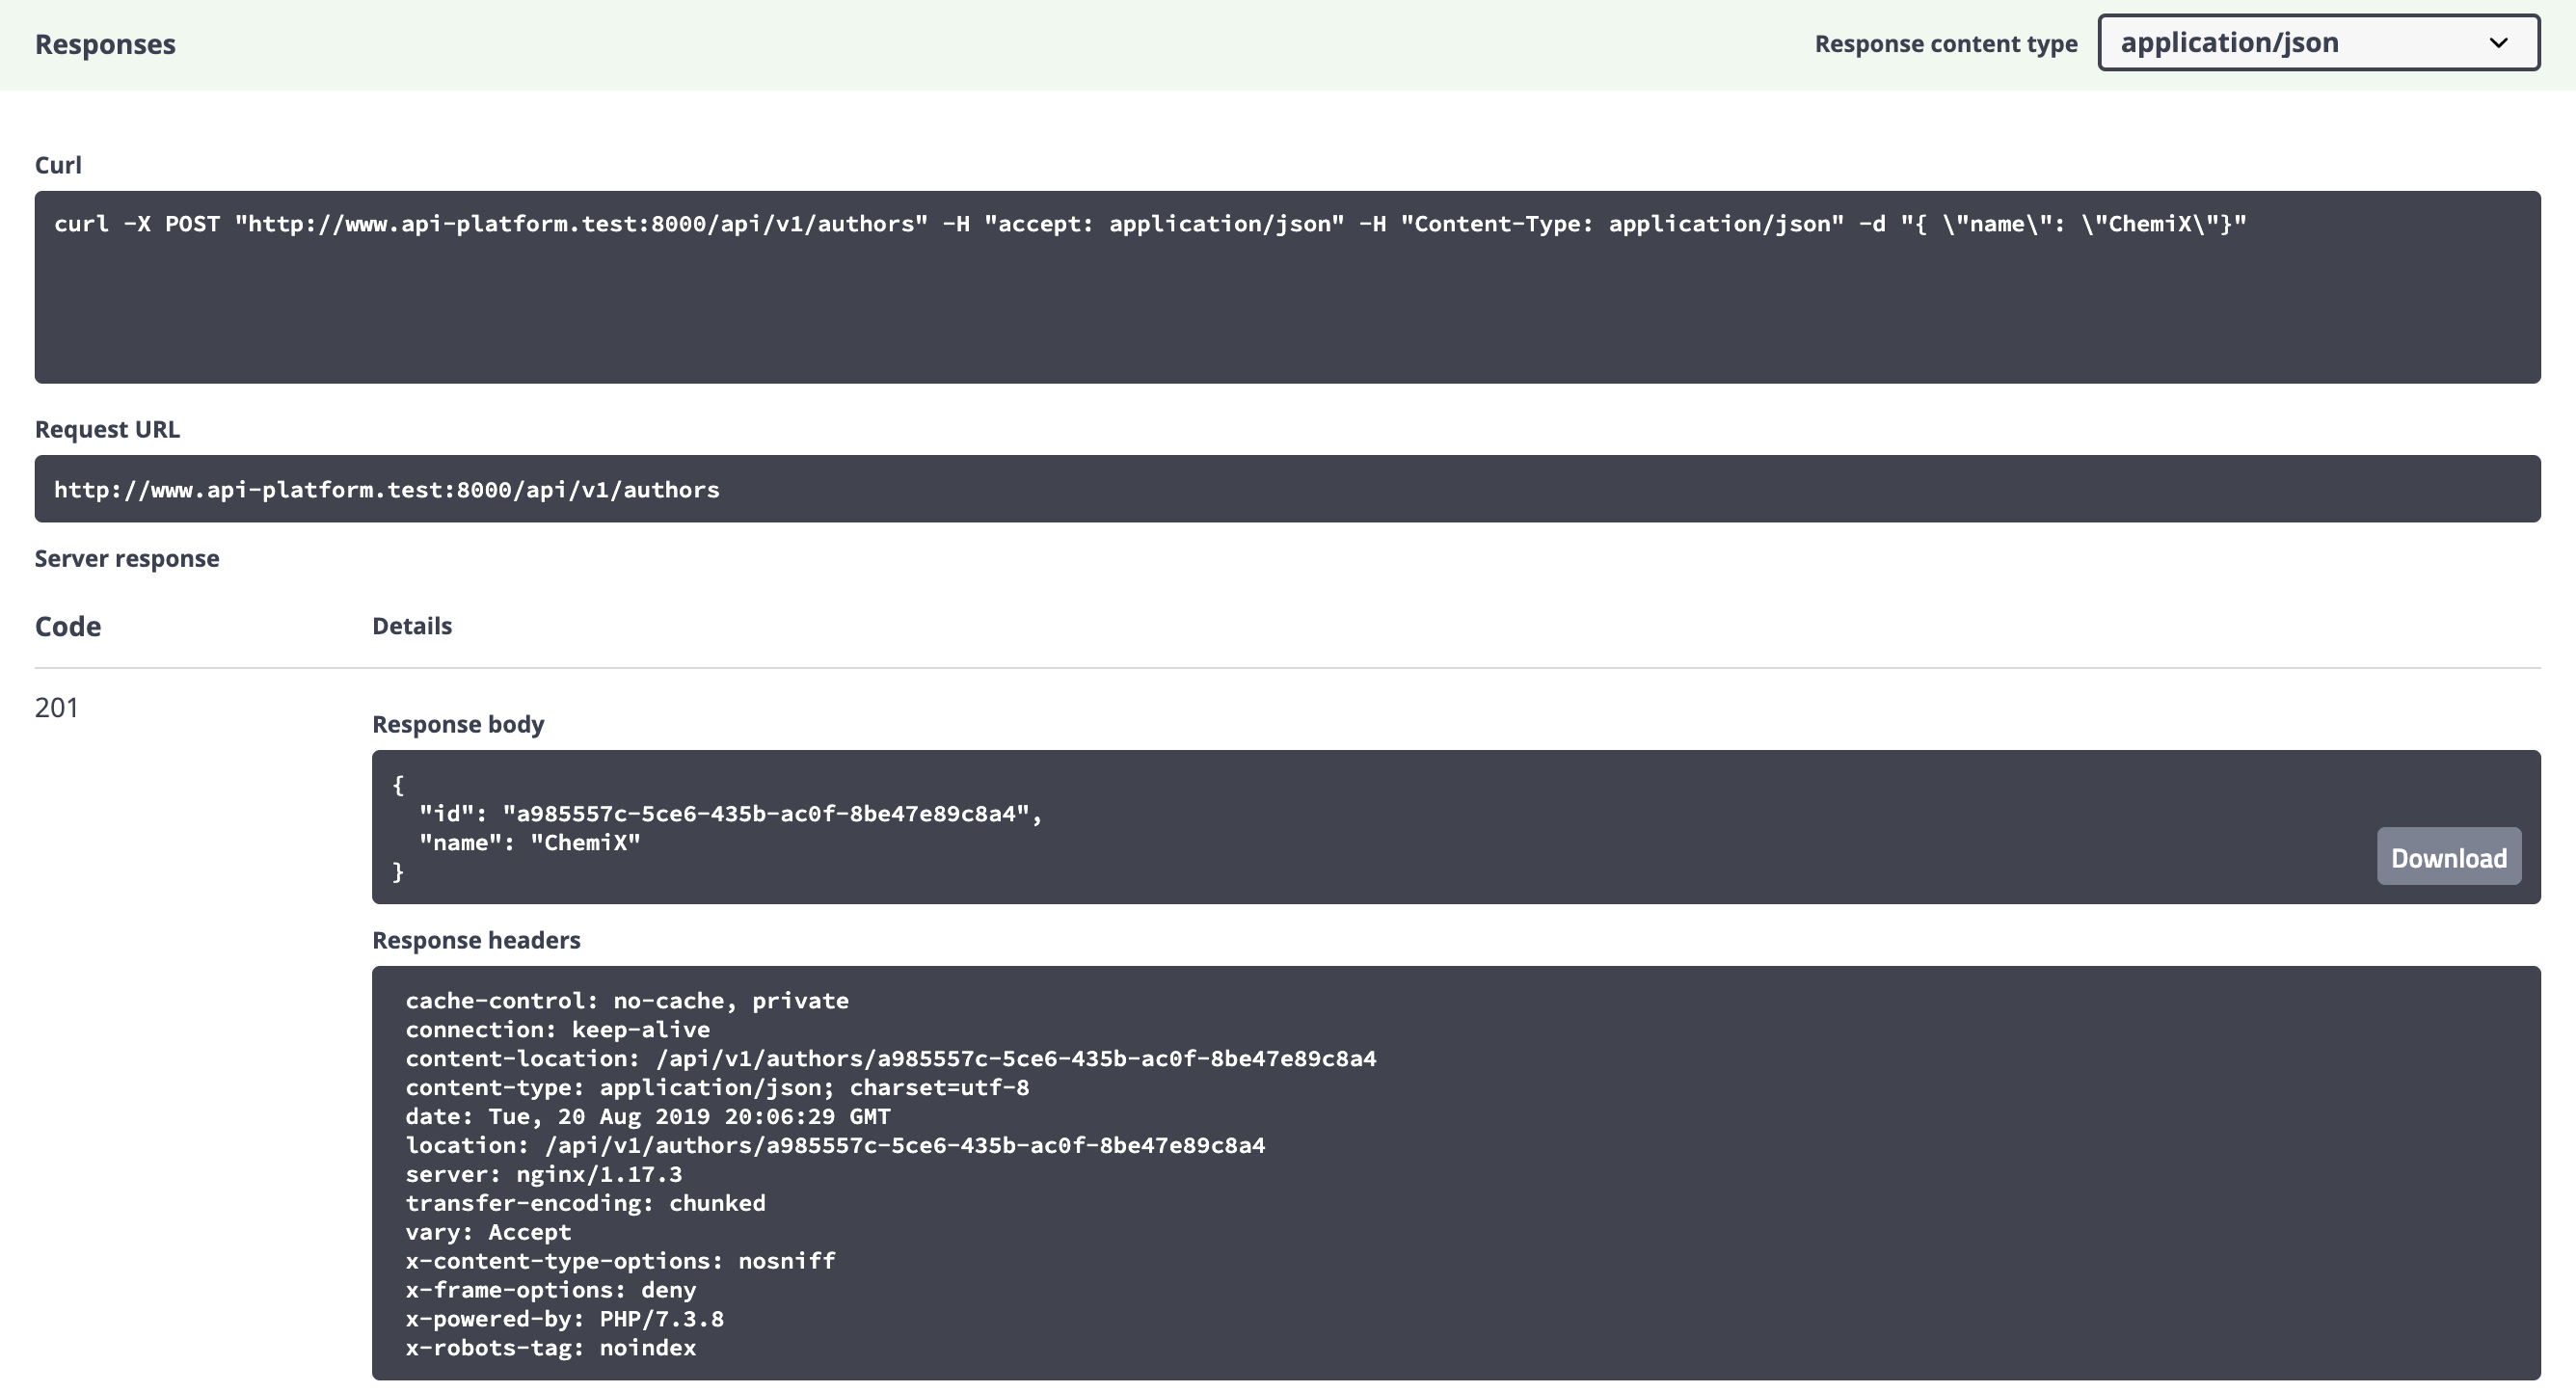 Responses
Response content type application/json
Curl
curl -X POST "http://www.api-platform.test:8000/api/v1/authors" -H "accept: application/json" -H "Content-Type: application/json" -d "{ \"name\": \"ChemiX\"}"
Request URL
http://www.api-platform.test:8000/api/v1/authors
Server response
Code Details
201
Response body
{
"id": "a985557c-5ce6-435b-ac0f-8be47e89c8a4",
"name": "ChemiX"
}
Download
Response headers
cache-control: no-cache, private
connection: keep-alive
content-location: /api/v1/authors/a985557c-5ce6-435b-ac0f-8be47e89c8a4
content-type: application/json; charset=utf-8
date: Tue, 20 Aug 2019 20:06:29 GMT
location: /api/v1/authors/a985557c-5ce6-435b-ac0f-8be47e89c8a4
server: nginx/1.17.3
transfer-encoding: chunked
vary: Accept
x-content-type-options: nosniff
x-frame-options: deny
x-powered-by: PHP/7.3.8
x-robots-tag: noindex